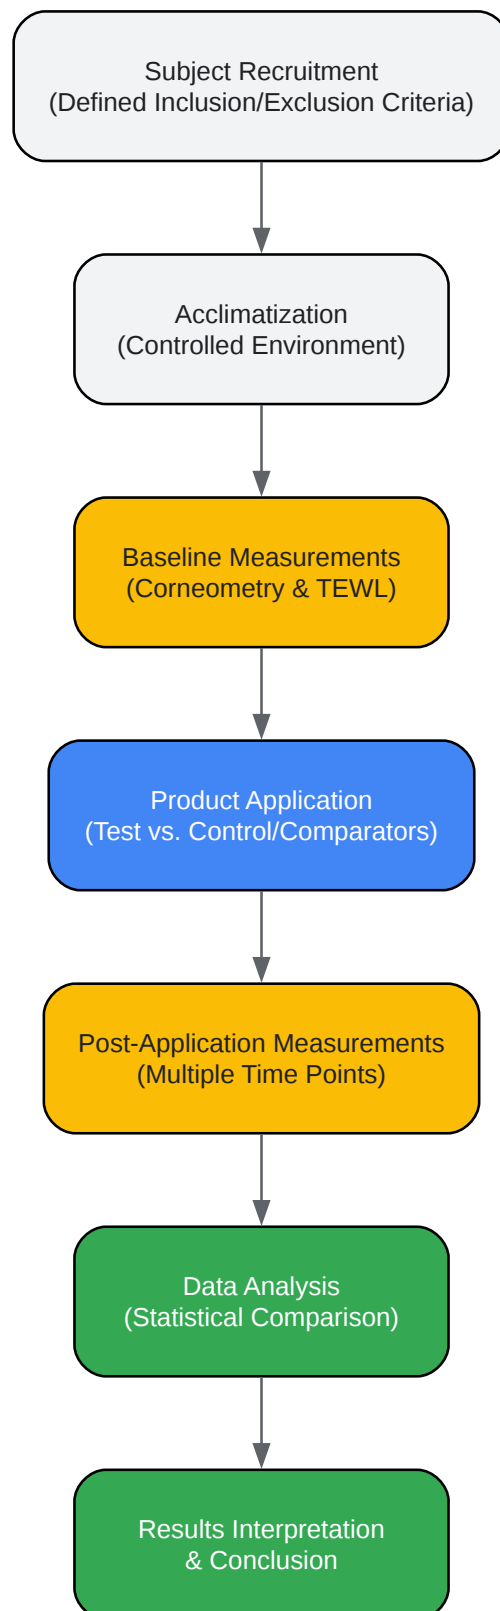 Subject Recruitment
(Defined Inclusion/Exclusion Criteria)
Acclimatization
(Controlled Environment)
Baseline Measurements
(Corneometry & TEWL)
Product Application
(Test vs. Control/Comparators)
Post-Application Measurements
(Multiple Time Points)
Data Analysis
(Statistical Comparison)
Results Interpretation
& Conclusion